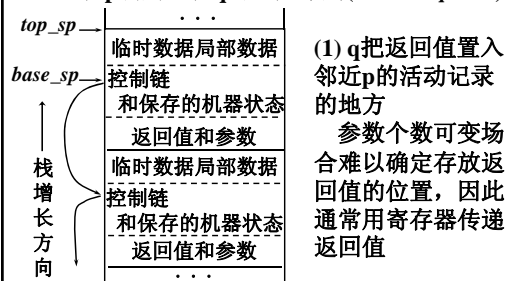 · · ·
top_sp
临时数据局部数据
base_sp
控制链
和保存的机器状态
返回值和参数
临时数据局部数据
控制链
和保存的机器状态
返回值和参数
· · ·
栈
增
长
方
向
(1) q把返回值置入
邻近p的活动记录
的地方
参数个数可变场
合难以确定存放返
回值的位置，因此
通常用寄存器传递
返回值